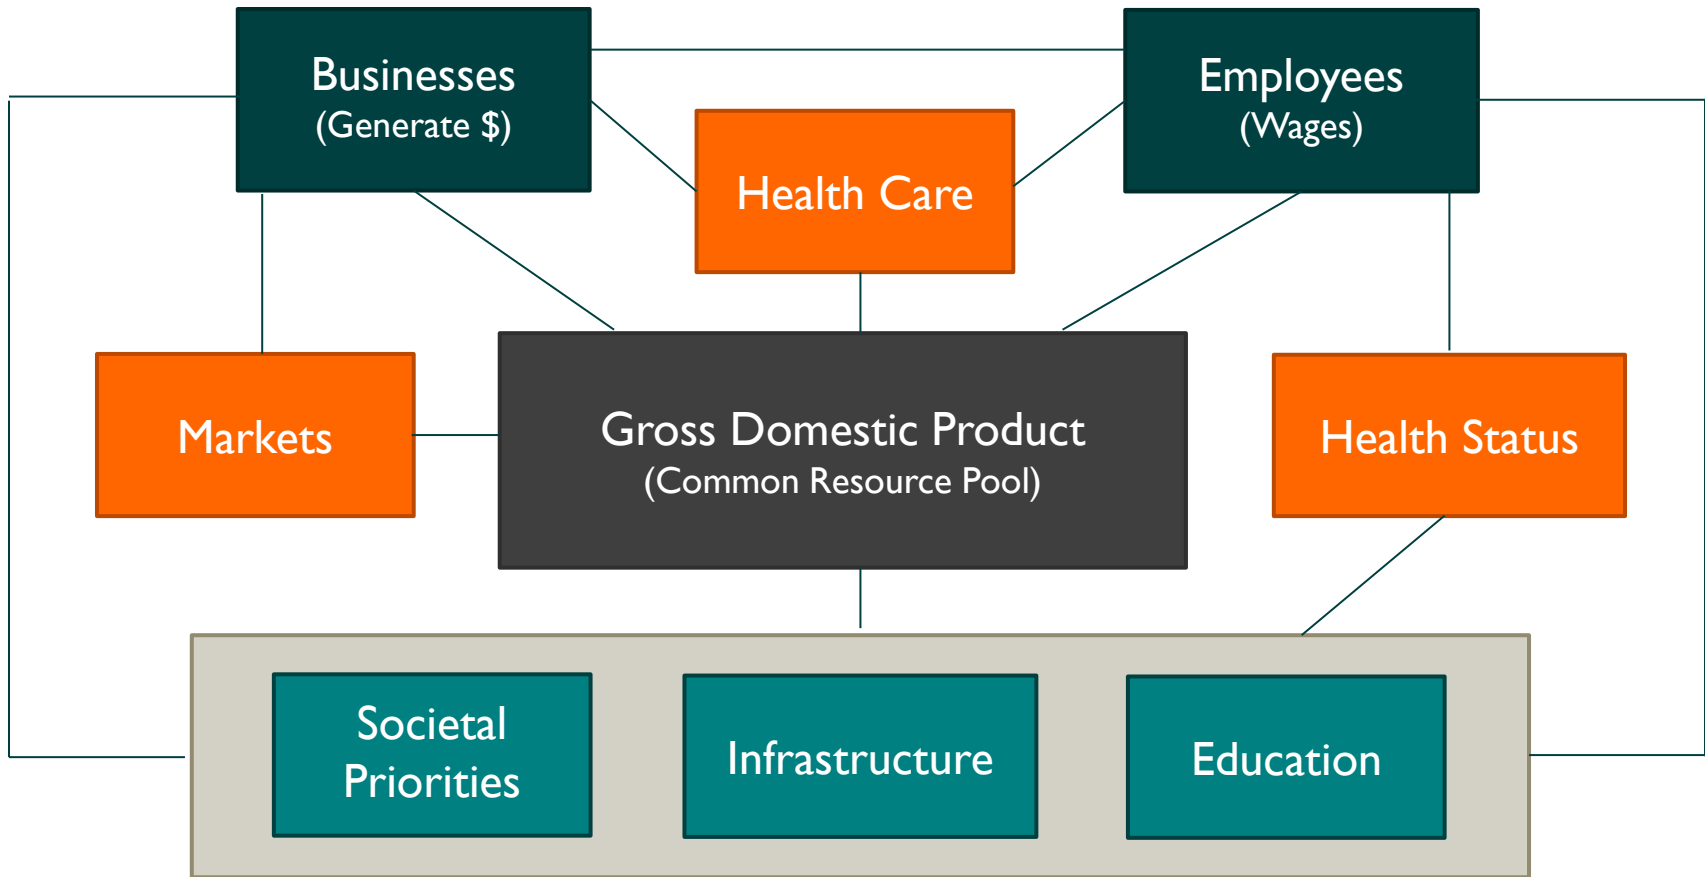 Businesses
(Generate $)
Employees
(Wages)
Health Care
Markets
Gross Domestic Product
(Common Resource Pool)
Health Status
Societal
Priorities
Infrastructure
Education